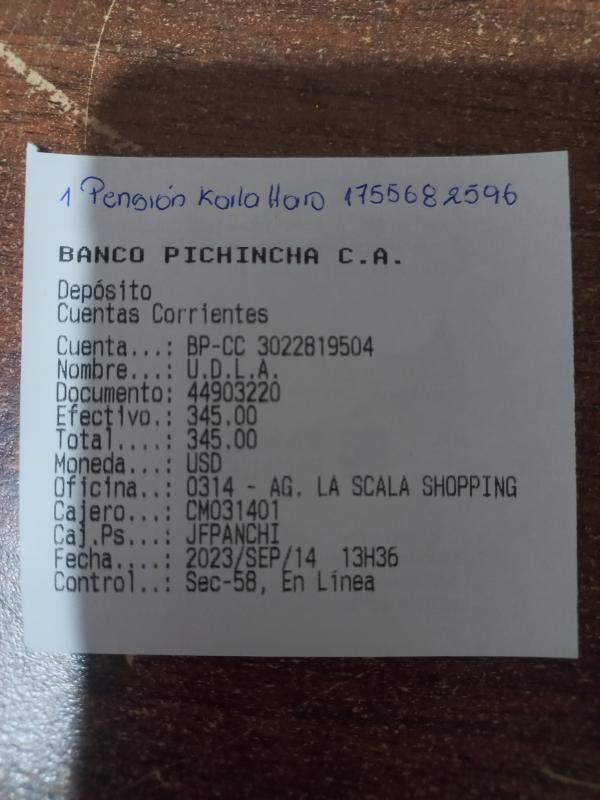 1 Pensión Karla Haro 1755682596
BANCO PICHINCHA C.A.
Depósito
Cuentas Corrientes
Cuenta...: BP-CC 3022819504
Nombre...: U.D.L.A.
Documento: 44903220
Efectivo.: 345.00
Total....: 345.00
Moneda...: USD
Oficina..: 0314 - AG. LA SCALA SHOPPING
Cajero...: CM031401
Caj.Ps...: JFPANCHI
Fecha....: 2023/SEP/14 13H36
Control..: Sec-58, En Línea